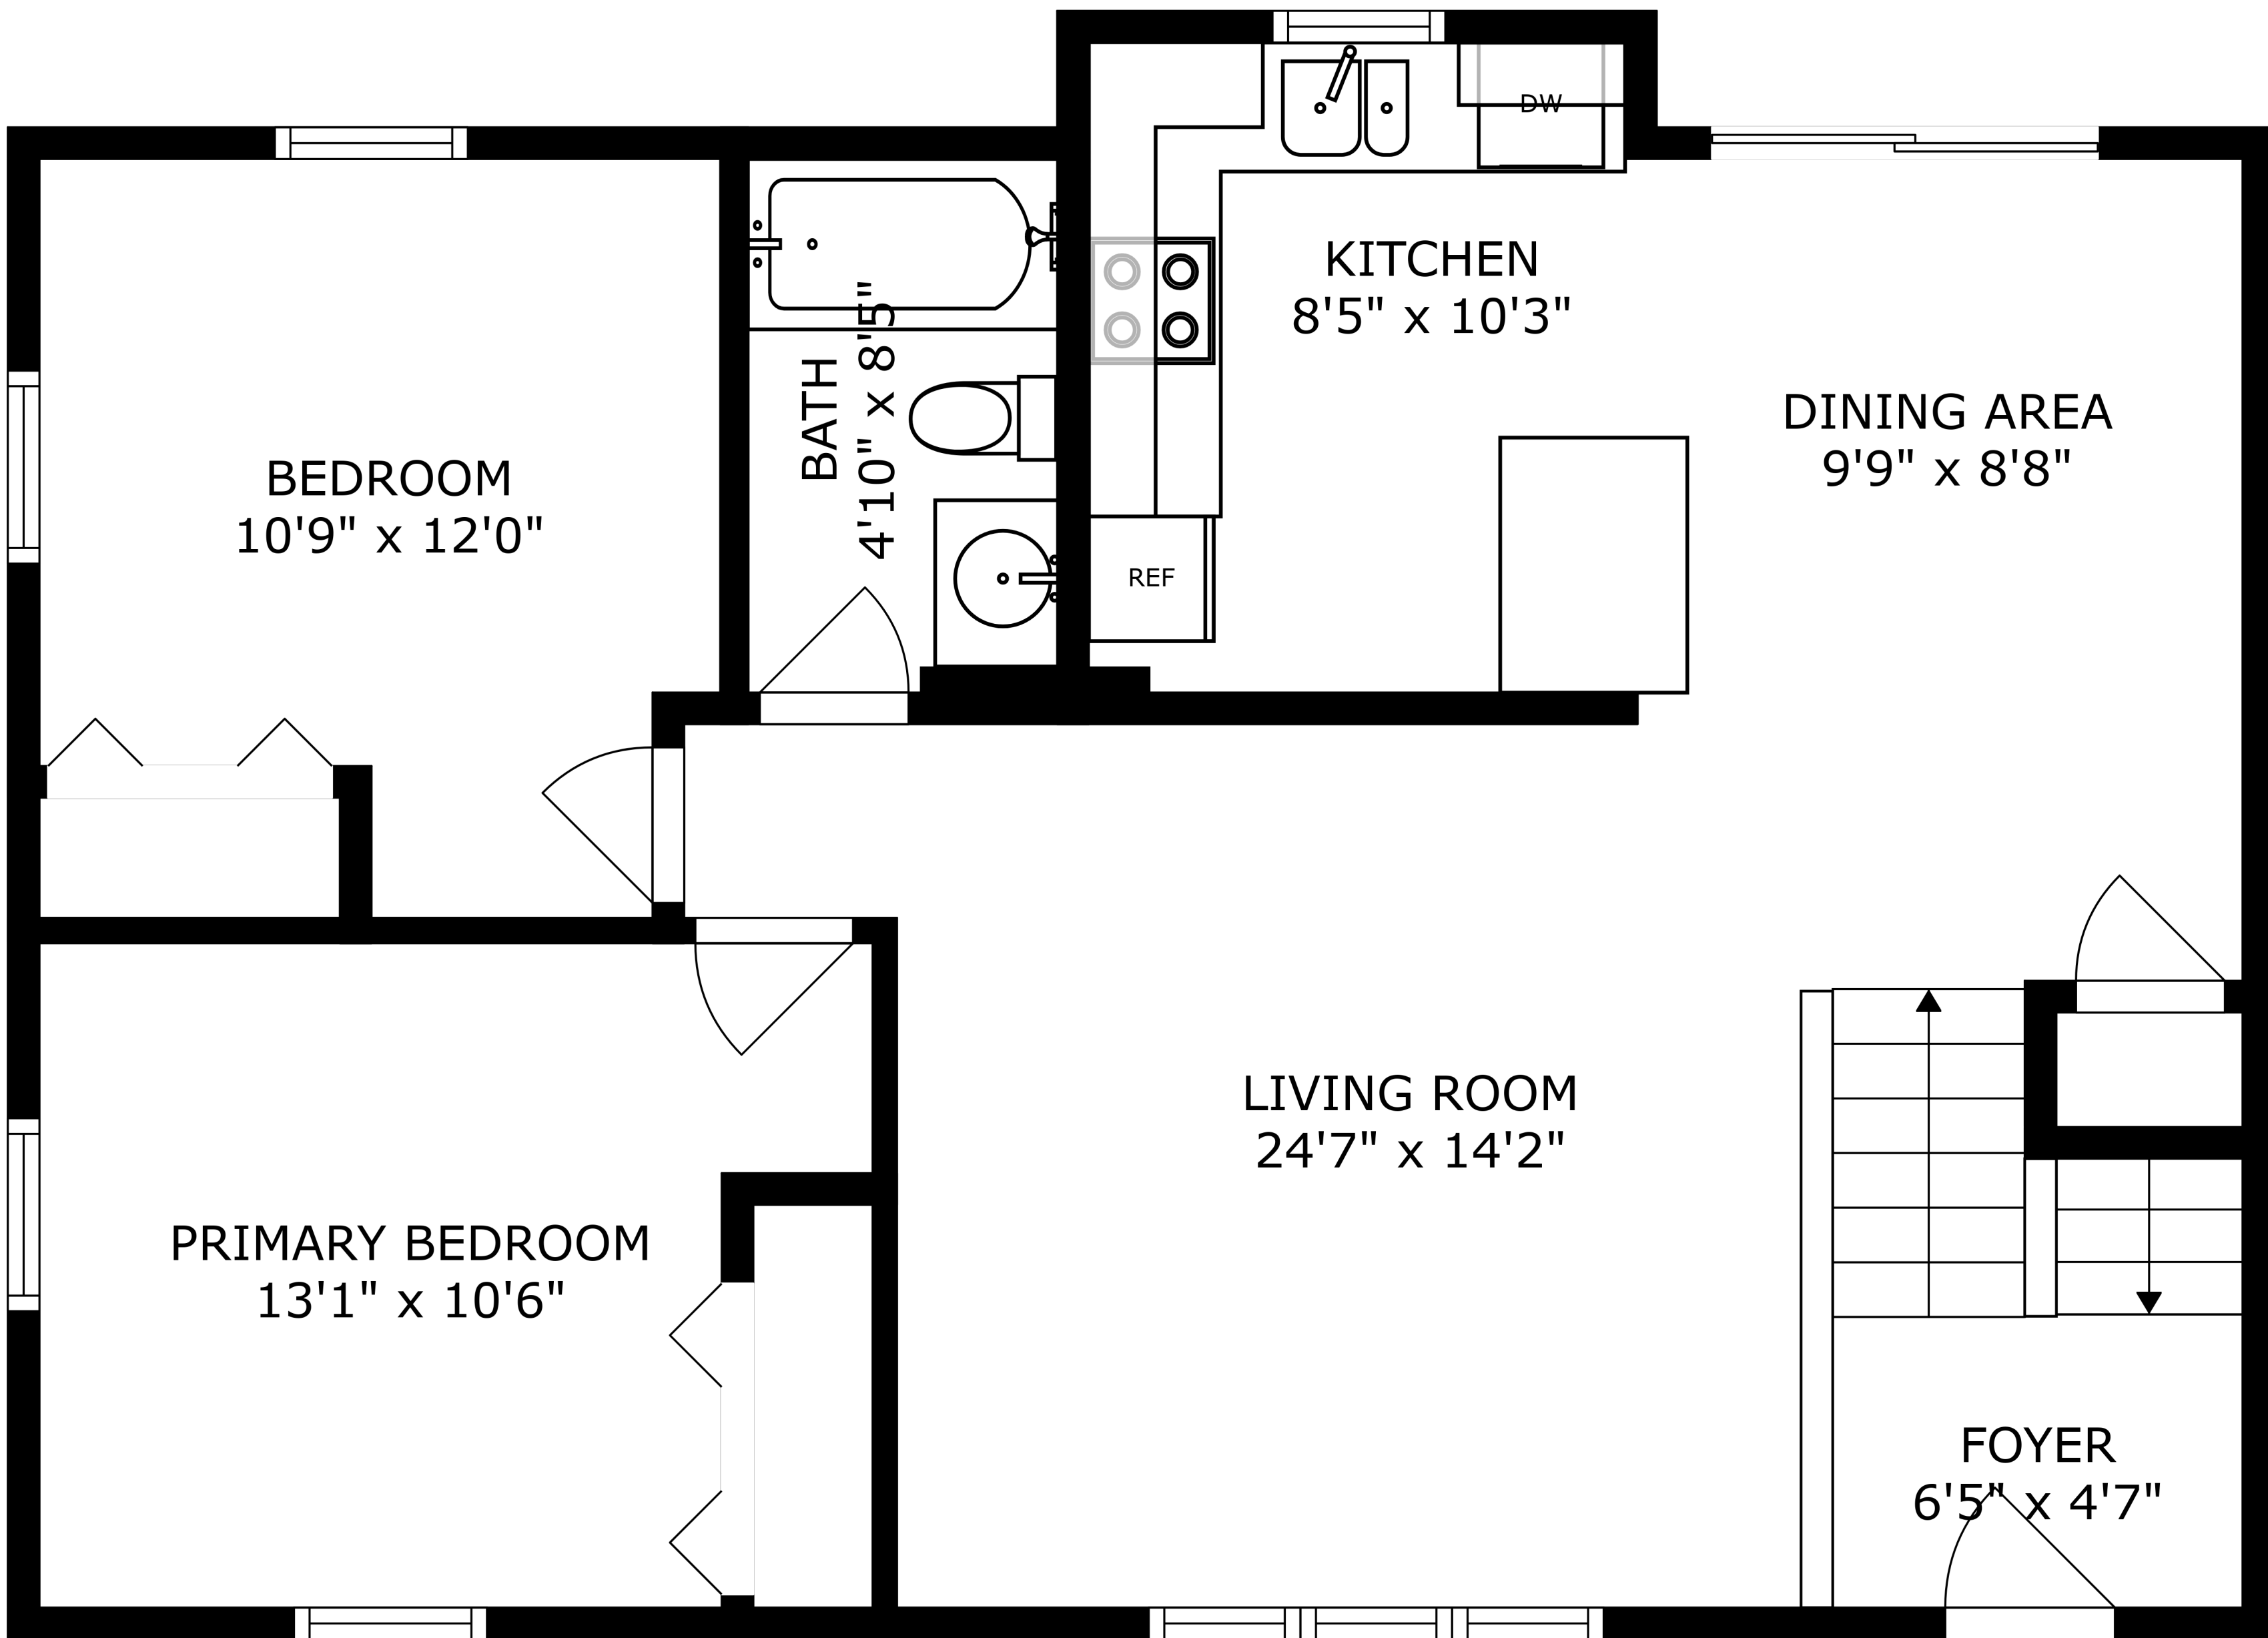 DW
KITCHEN
8'5" x 10'3"
DINING AREA
9'9" x 8'8"
BEDROOM
10'9" x 12'0"
BATH
4'10" x 8'5"
REF
LIVING ROOM
24'7" x 14'2"
PRIMARY BEDROOM
13'1" x 10'6"
FOYER
6'5" x 4'7"